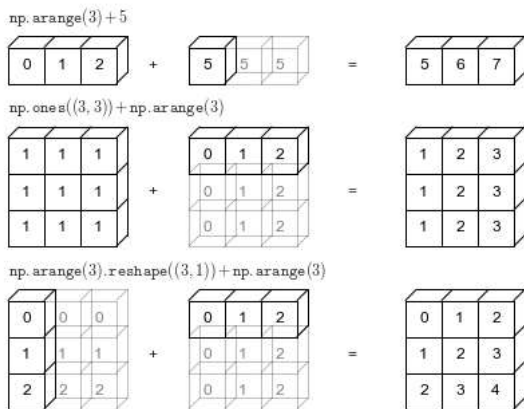 np.arange(3)+5
0 1 2 + 5 5 5 = 5 6 7
np.ones((3,3))+np.arange(3)
1 1 1 0 1 2 1 2 3
1 1 1 + 0 1 2 = 1 2 3
1 1 1 0 1 2 1 2 3
np.arange(3).reshape((3,1))+np.arange(3)
0 0 0 0 1 2 0 1 2
1 1 1 + 0 1 2 = 1 2 3
2 2 2 0 1 2 2 3 4